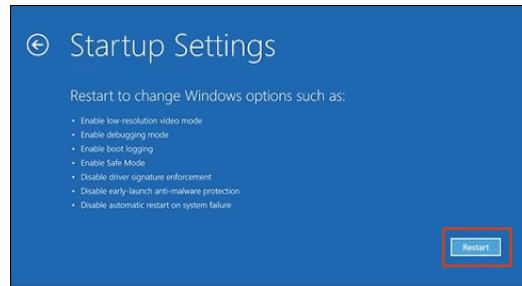 Startup Settings
Restart to change Windows options such as:
• Enable low-resolution video mode
• Enable debugging mode
• Enable boot logging
• Enable Safe Mode
• Disable driver signature enforcement
• Disable early-launch anti-malware protection
• Disable automatic restart on system failure
Restart